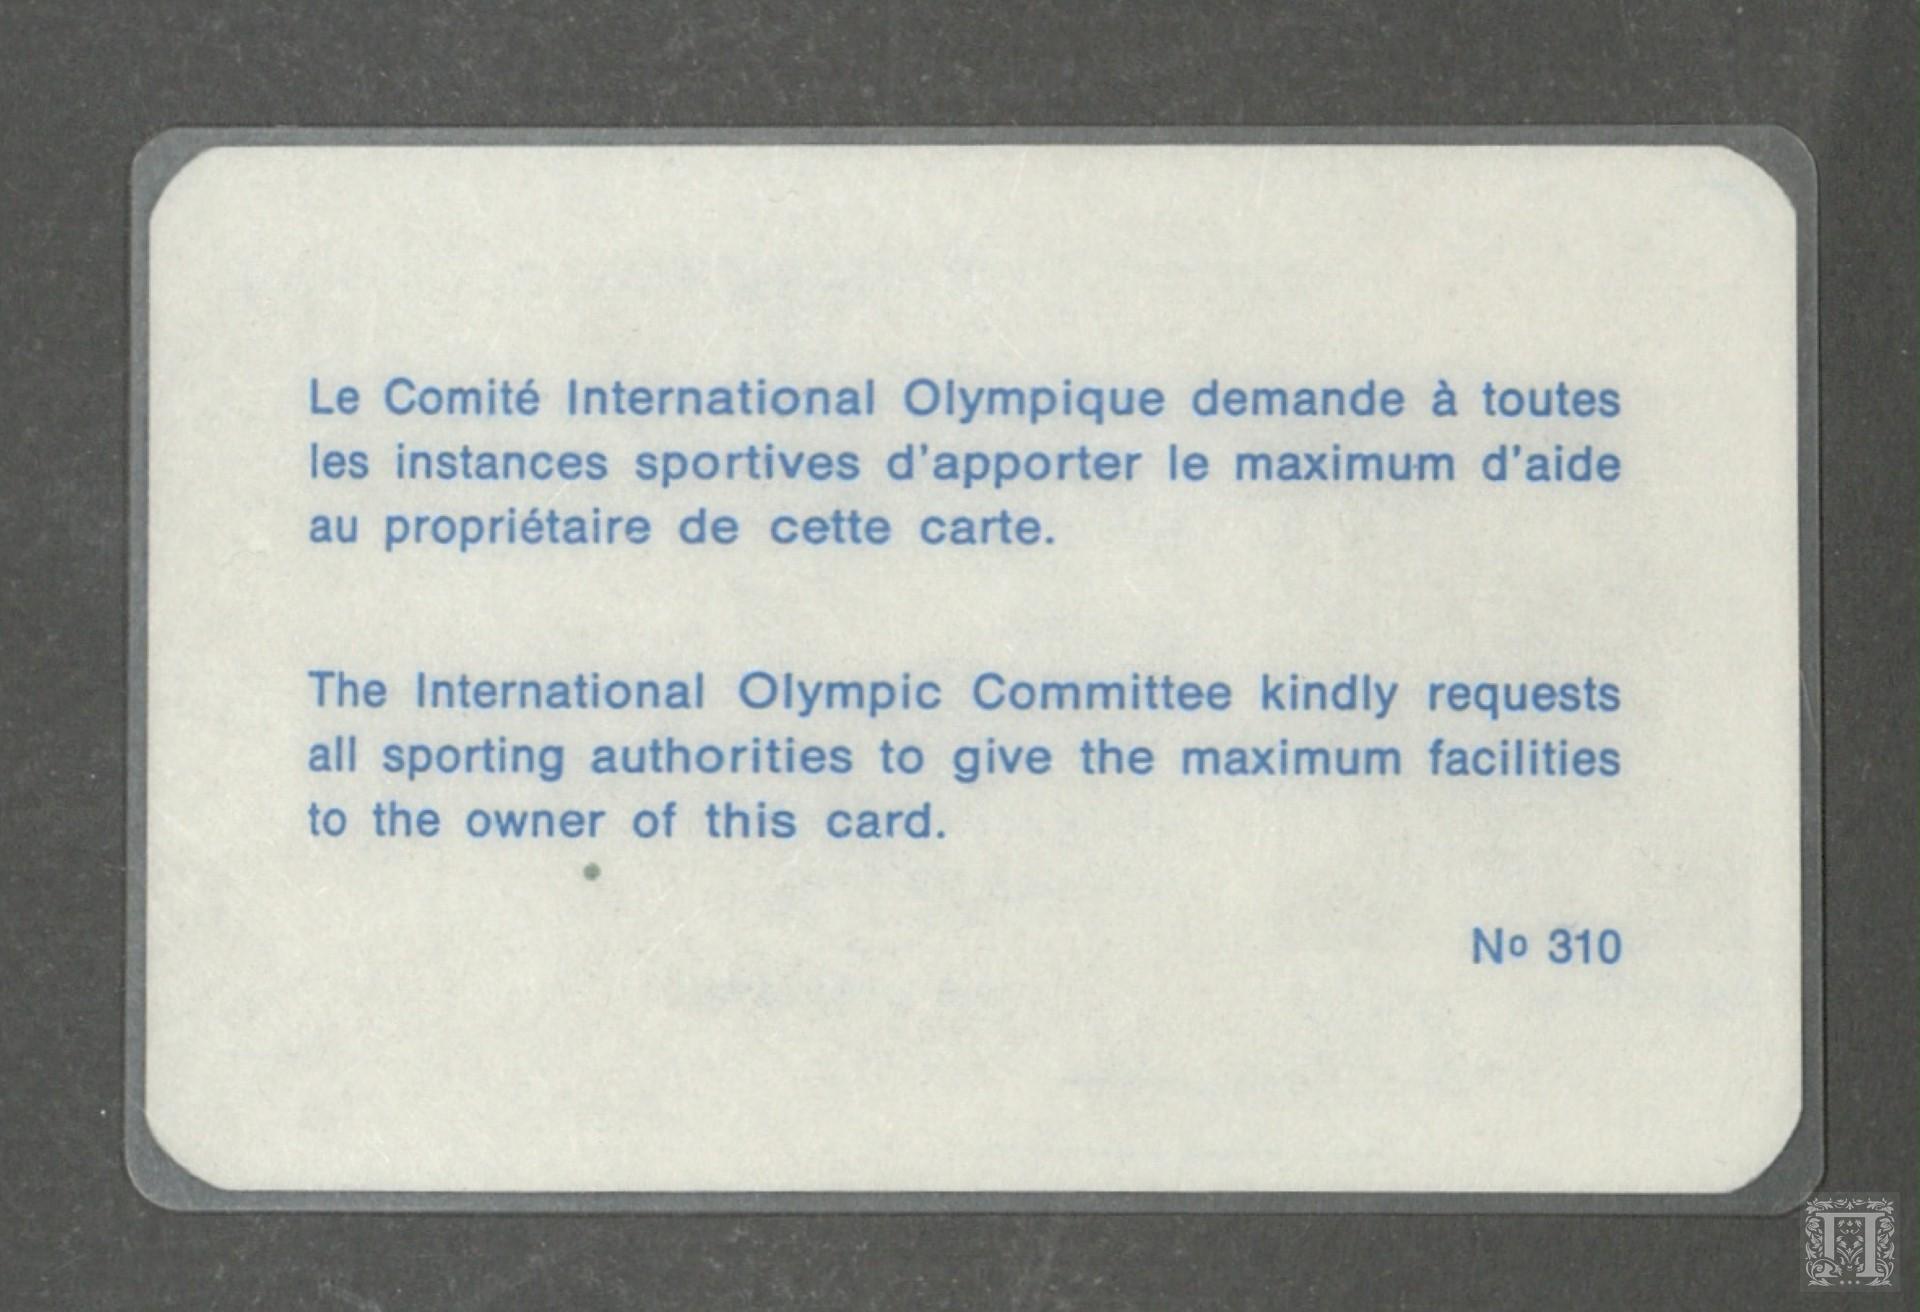 Le Comité International Olympique demande à toutes
les instances sportives d'apporter le maximum d'aide
au propriétaire de cette carte.
The International Olympic Committee kindly requests
all sporting authorities to give the maximum facilities
to the owner of this card.
Nº 310